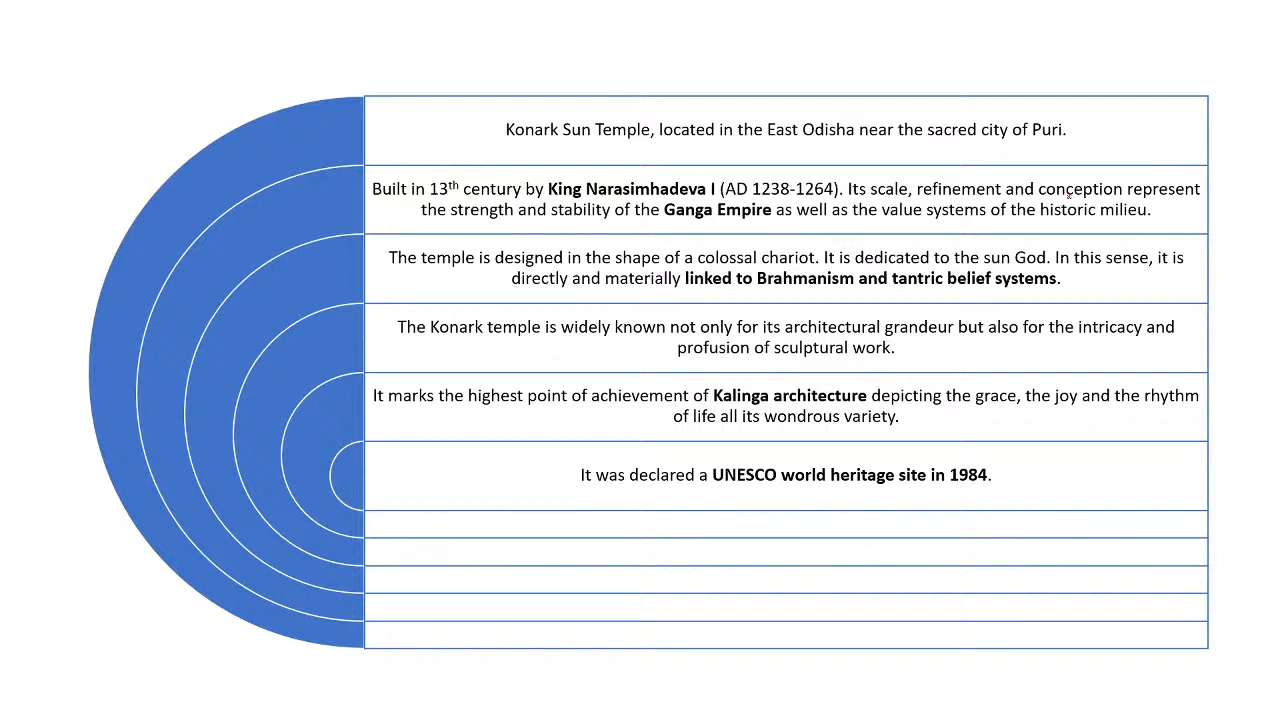 Konark Sun Temple, located in the East Odisha near the sacred city of Puri.
Built in 13th century by King Narasimhadeva I (AD 1238-1264). Its scale, refinement and conception represent
the strength and stability of the Ganga Empire as well as the value systems of the historic milieu.
The temple is designed in the shape of a colossal chariot. It is dedicated to the sun God. In this sense, it is
directly and materially linked to Brahmanism and tantric belief systems.
The Konark temple is widely known not only for its architectural grandeur but also for the intricacy and
profusion of sculptural work.
It marks the highest point of achievement of Kalinga architecture depicting the grace, the joy and the rhythm
of life all its wondrous variety.
It was declared a UNESCO world heritage site in 1984.